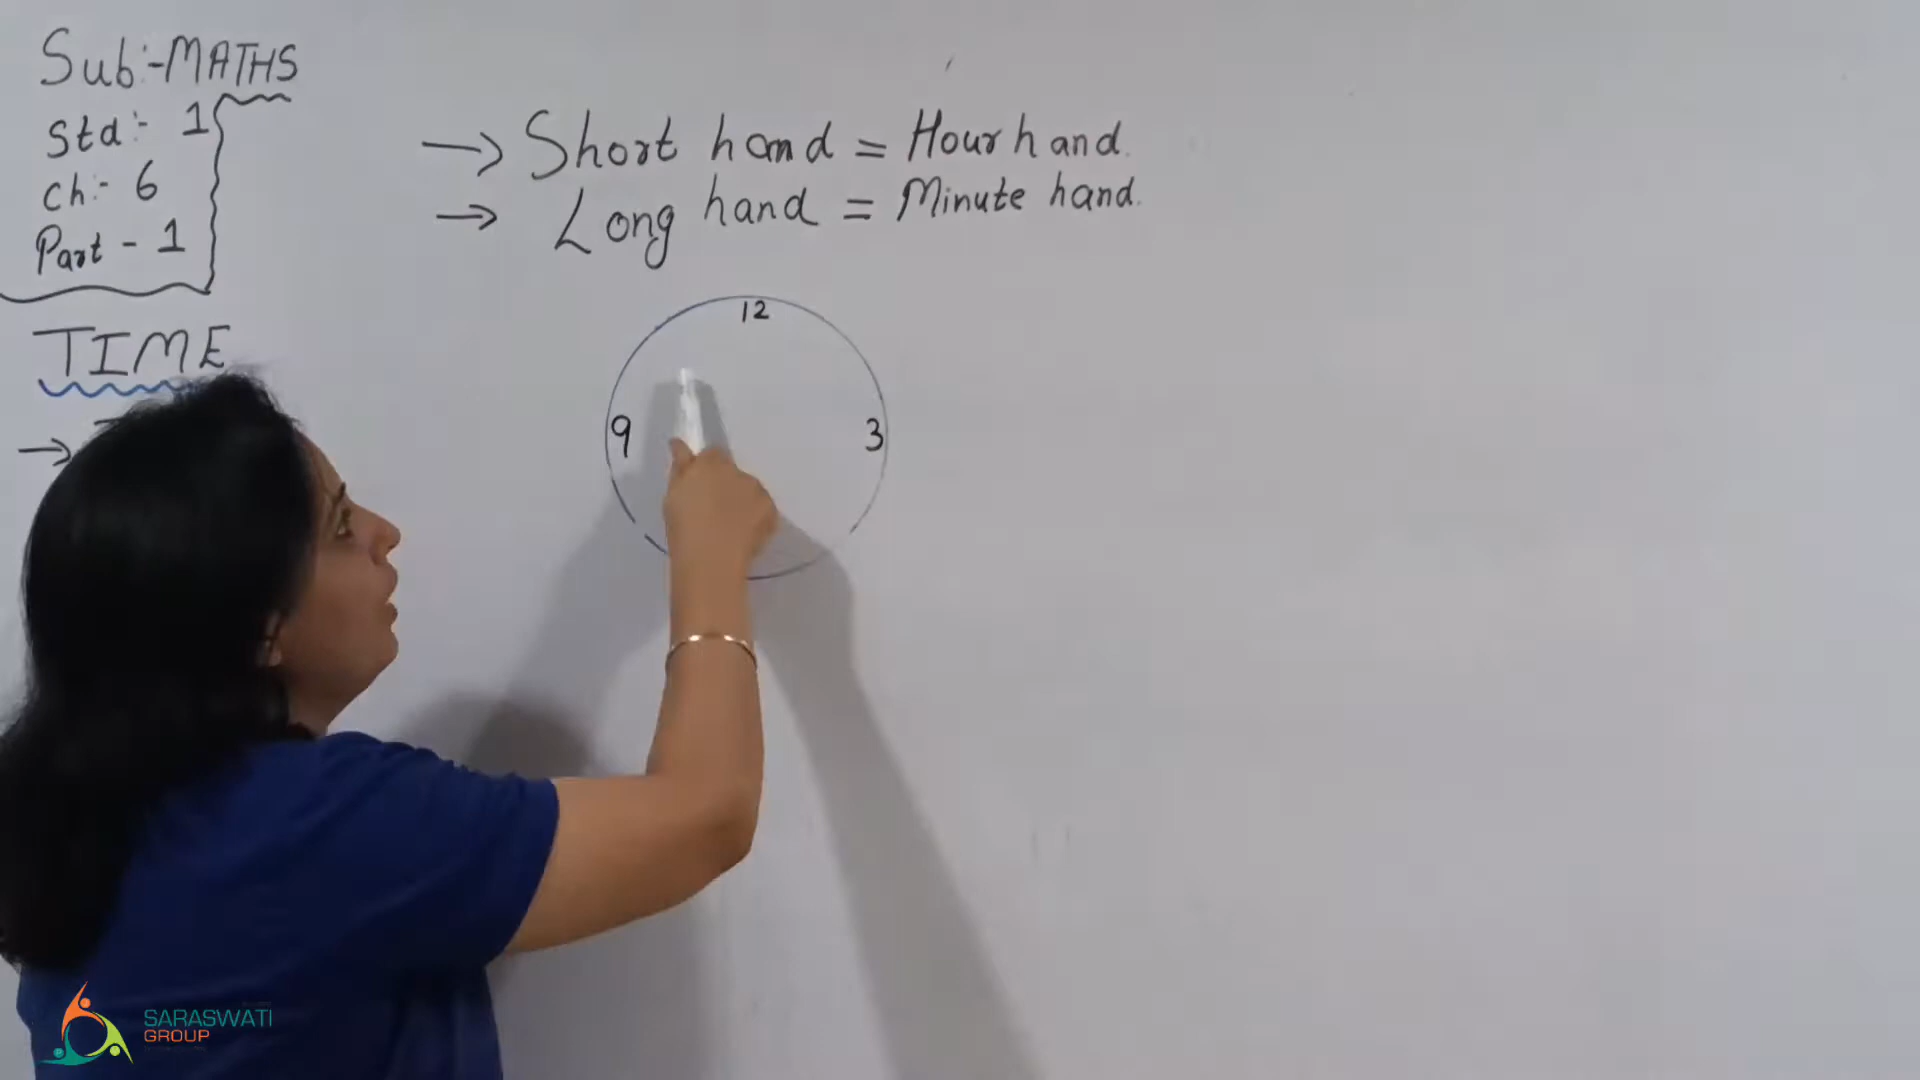 Sub:-MATHS
Std:- 1
Ch:- 6
Part - 1
TIME
→
→ Short hand = Hour hand.
→ Long hand = Minute hand.
12
9
3
SARASWATI
GROUP